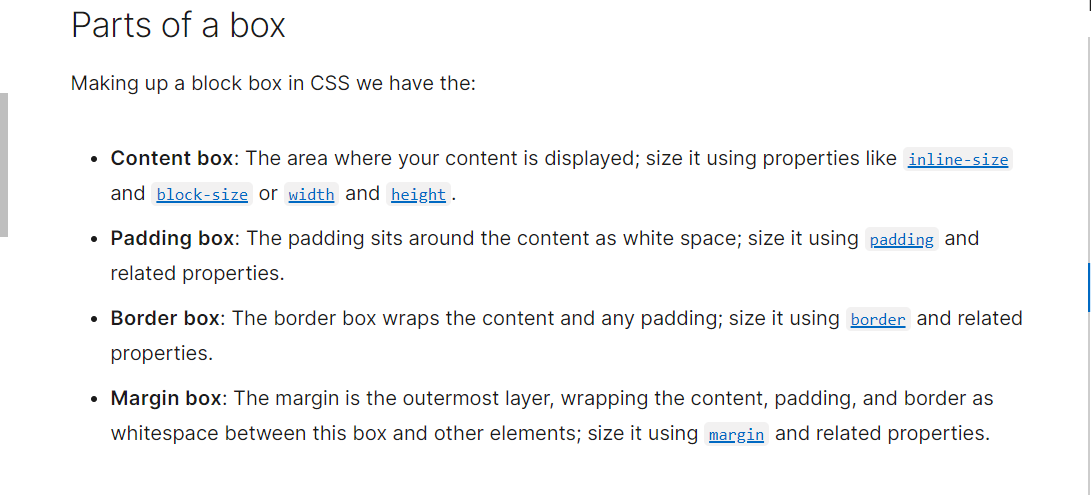 Parts of a box
Making up a block box in CSS we have the:
• Content box: The area where your content is displayed; size it using properties like inline-size
and block-size or width and height.
• Padding box: The padding sits around the content as white space; size it using padding and
related properties.
• Border box: The border box wraps the content and any padding; size it using border and related
properties.
• Margin box: The margin is the outermost layer, wrapping the content, padding, and border as
whitespace between this box and other elements; size it using margin and related properties.